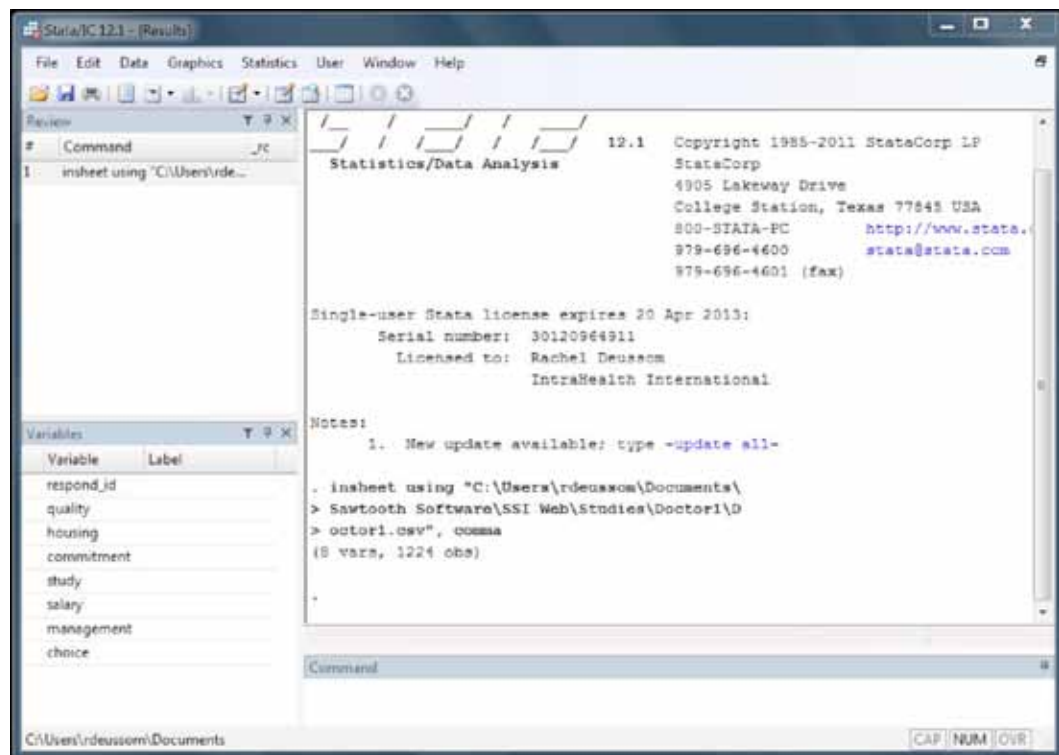 Stata/IC 12.1 - [Results]
File Edit Data Graphics Statistics User Window Help
Review
# Command _rc
1 insheet using "C:\Users\rde...
Variables
Variable Label
respond_id
quality
housing
commitment
study
salary
management
choice
12.1 Copyright 1985-2011 StataCorp LP
Statistics/Data Analysis StataCorp
4905 Lakeway Drive
College Station, Texas 77845 USA
800-STATA-PC http://www.stata.
979-696-4600 stata@stata.com
979-696-4601 (fax)
Single-user Stata license expires 20 Apr 2013:
Serial number: 30120964911
Licensed to: Rachel Deussom
IntraHealth International
Notes:
1. New update available; type -update all-
. insheet using "C:\Users\rdeussom\Documents\
> Sawtooth Software\SSI Web\Studies\Doctor1\D
> octor1.csv", comma
(8 vars, 1224 obs)
.
Command
C:\Users\rdeussom\Documents
CAP NUM OVR